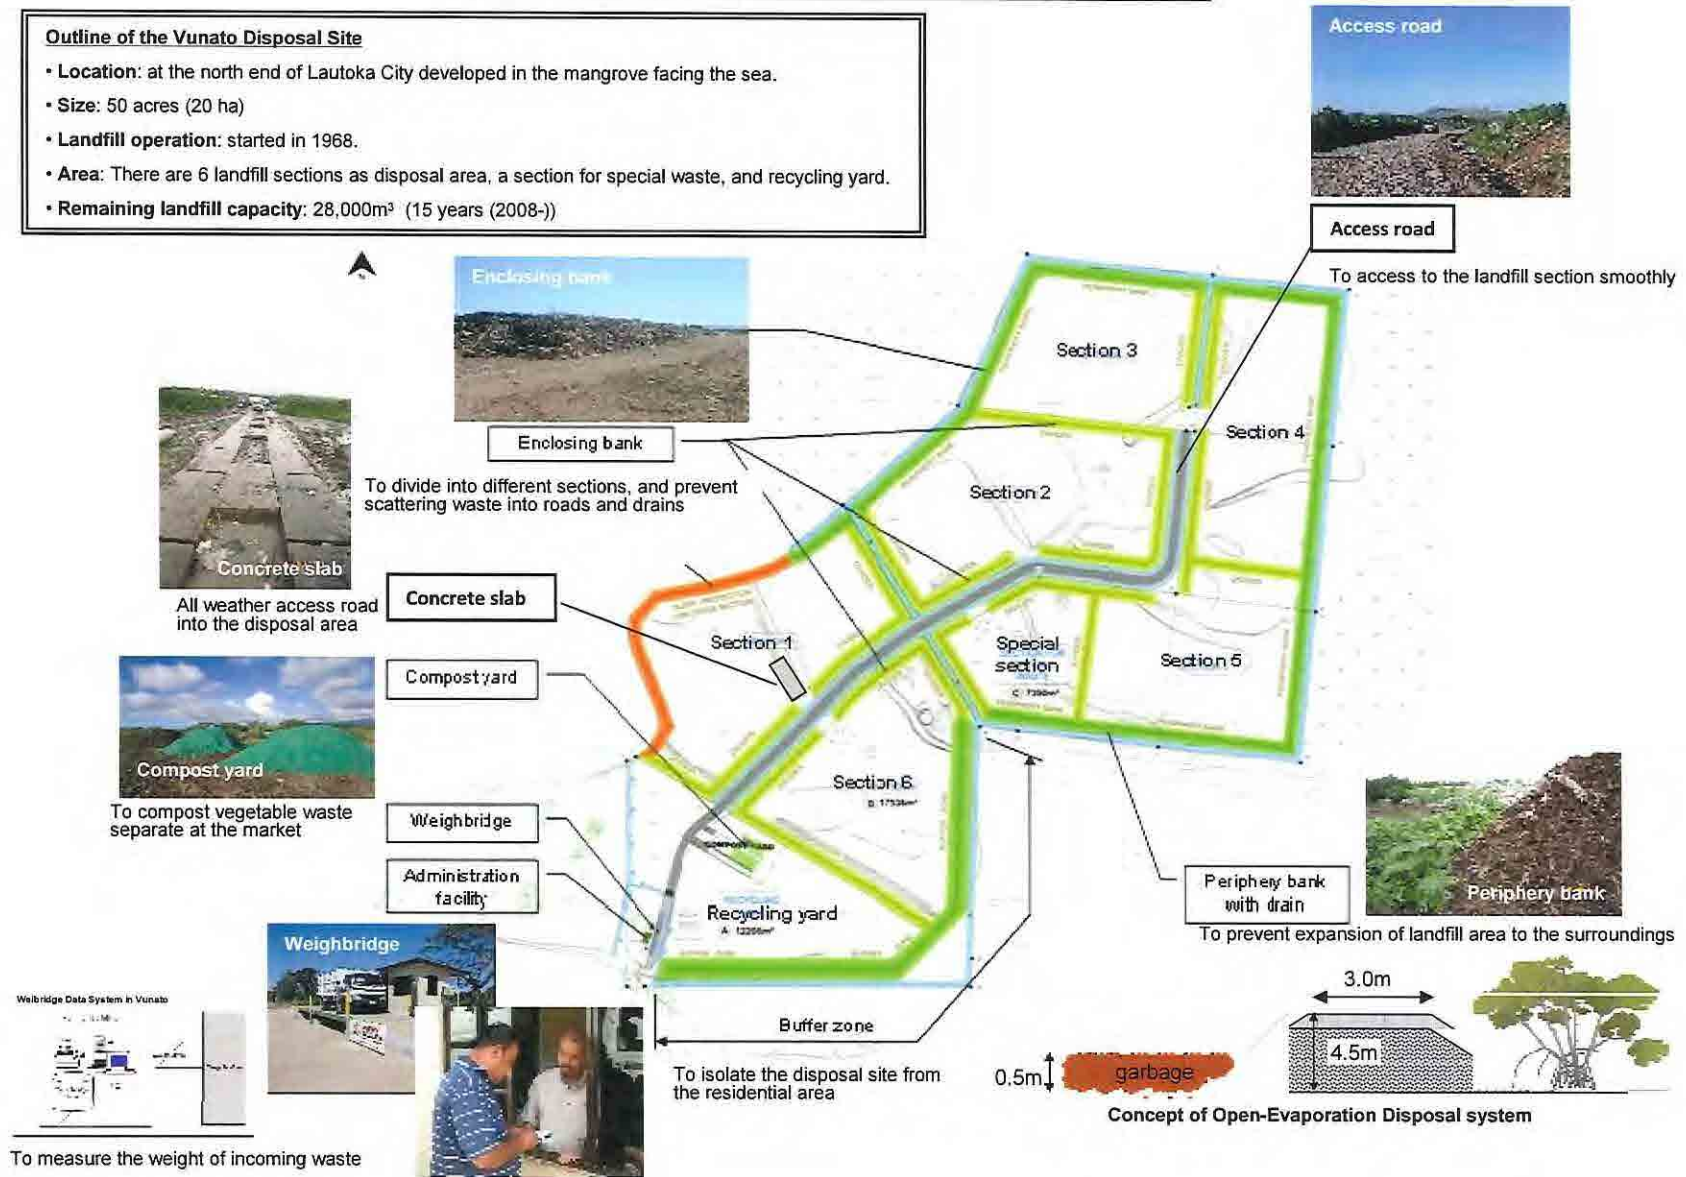 Outline of the Vunato Disposal Site
• Location: at the north end of Lautoka City developed in the mangrove facing the sea.
• Size: 50 acres (20 ha)
• Landfill operation: started in 1968.
• Area: There are 6 landfill sections as disposal area, a section for special waste, and recycling yard.
• Remaining landfill capacity: 28,000m³ (15 years (2008-))
Access road
Access road
To access to the landfill section smoothly
Enclosing bank
Enclosing bank
To divide into different sections, and prevent
scattering waste into roads and drains
Concrete slab
All weather access road
into the disposal area
Concrete slab
Compost yard
Compost yard
To compost vegetable waste
separate at the market
Weighbridge
Administration
facility
Section 3
Section 4
Section 2
Section 1
Special
section
Section 5
Section 6
COMPOST YARD
Recycling yard
Weighbridge
Welbridge Data System in Vunato
To measure the weight of incoming waste
Buffer zone
To isolate the disposal site from
the residential area
Periphery bank
with drain
Periphery bank
To prevent expansion of landfill area to the surroundings
3.0m
4.5m
0.5m
garbage
Concept of Open-Evaporation Disposal system